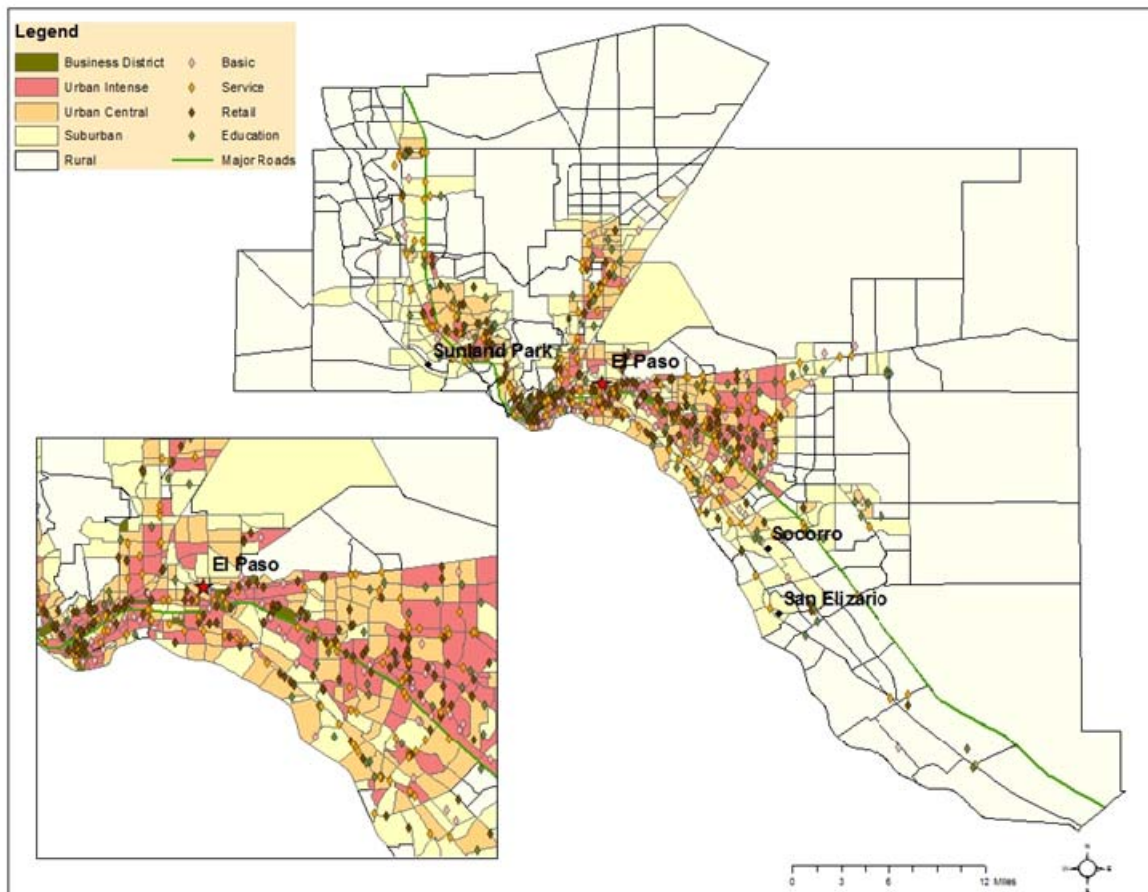 Legend
Business District
Basic
Urban Intense
Service
Urban Central
Retail
Suburban
Education
Rural
Major Roads
Sunland Park
El Paso
Socorro
El Paso
San Elizario
0 3 6 12 Miles